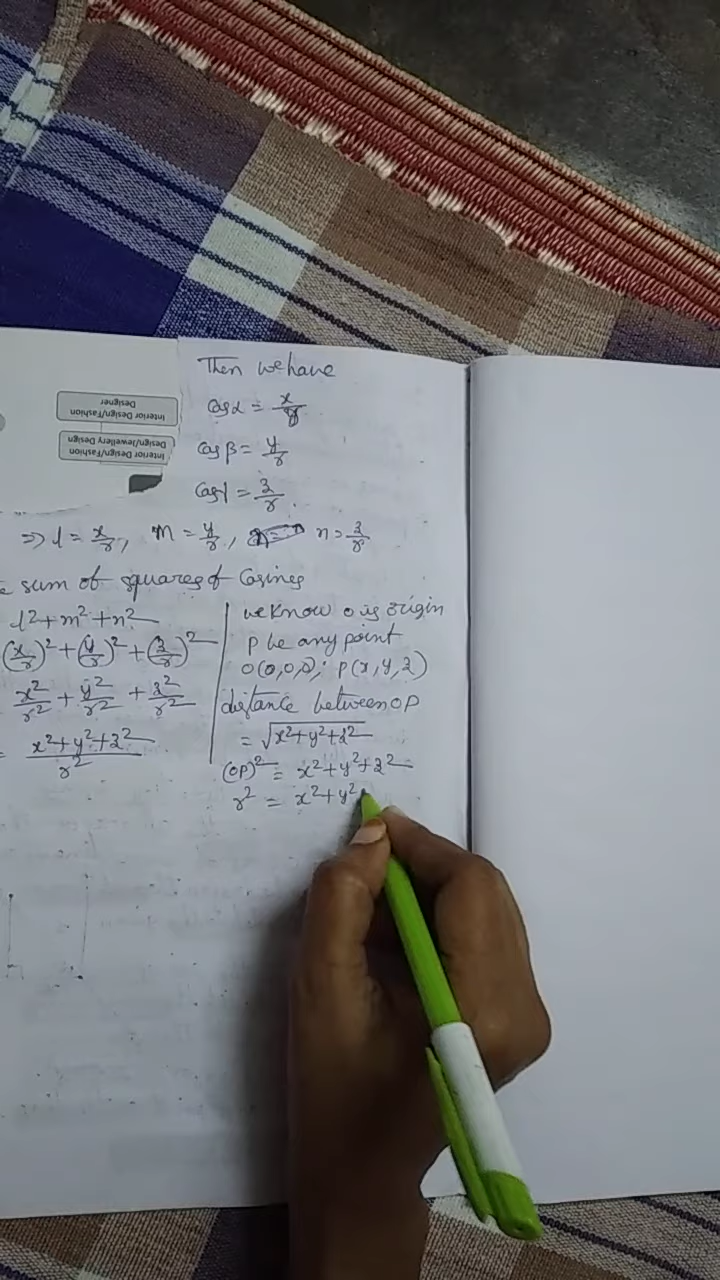 Then we have
cos α = x/r
cos β = y/r
cos γ = z/r
⇒ l = x/r, m = y/r, n = z/r
sum of squares of Cosines
l² + m² + n²
(x/r)² + (y/r)² + (z/r)²
x²/r² + y²/r² + z²/r²
= x² + y² + z² / r²
we know O is origin
P be any point
O(0,0,0); P(x, y, z)
distance between OP
= √x² + y² + z²
(OP)² = x² + y² + z²
r² = x² + y²
Interior Design/Fashion
Designer
Interior Design/Fashion
Design/Jewellery Design